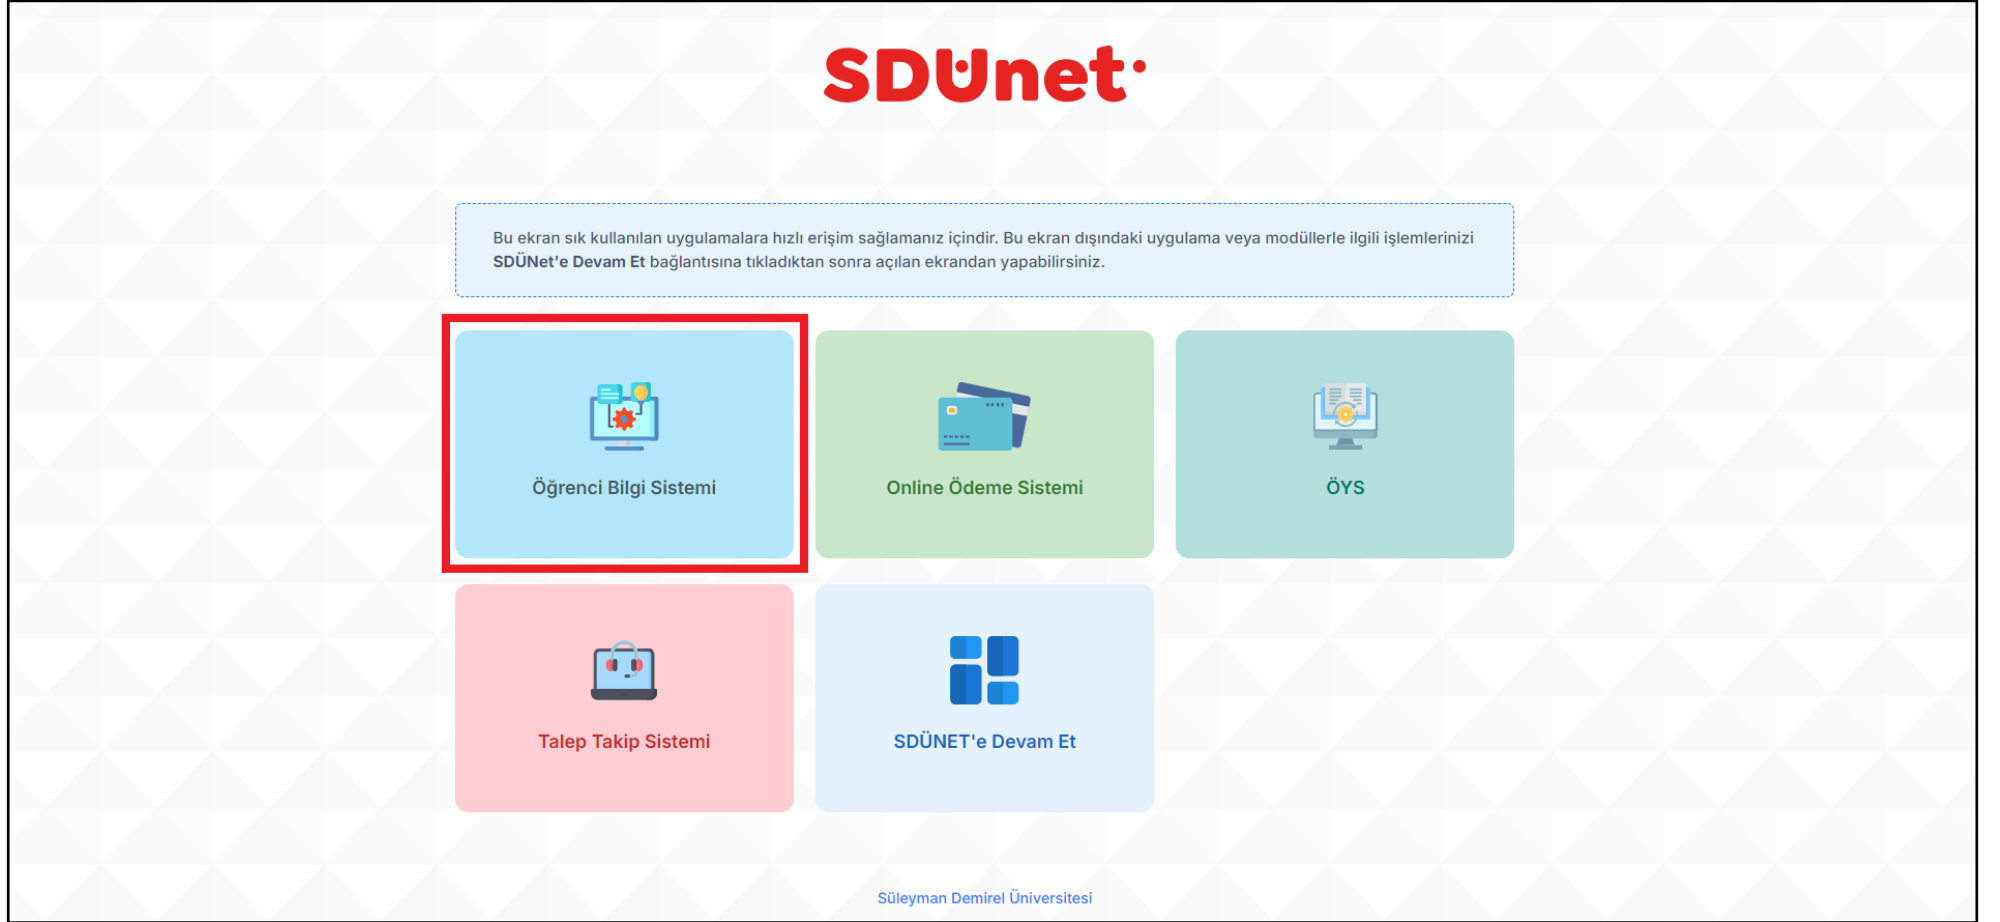 SDÜnet
Bu ekran sık kullanılan uygulamalara hızlı erişim sağlamanız içindir. Bu ekran dışındaki uygulama veya modüllerle ilgili işlemlerinizi
SDÜNet'e Devam Et bağlantısına tıkladıktan sonra açılan ekrandan yapabilirsiniz.
Öğrenci Bilgi Sistemi
Online Ödeme Sistemi
ÖYS
Talep Takip Sistemi
SDÜNET'e Devam Et
Süleyman Demirel Üniversitesi